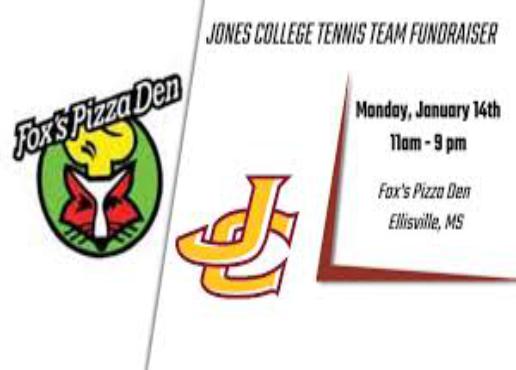 JONES COLLEGE TENNIS TEAM FUNDRAISER
Fox's Pizza Den
Monday, January 14th
11am - 9 pm
Fox's Pizza Den
Ellisville, MS
JC